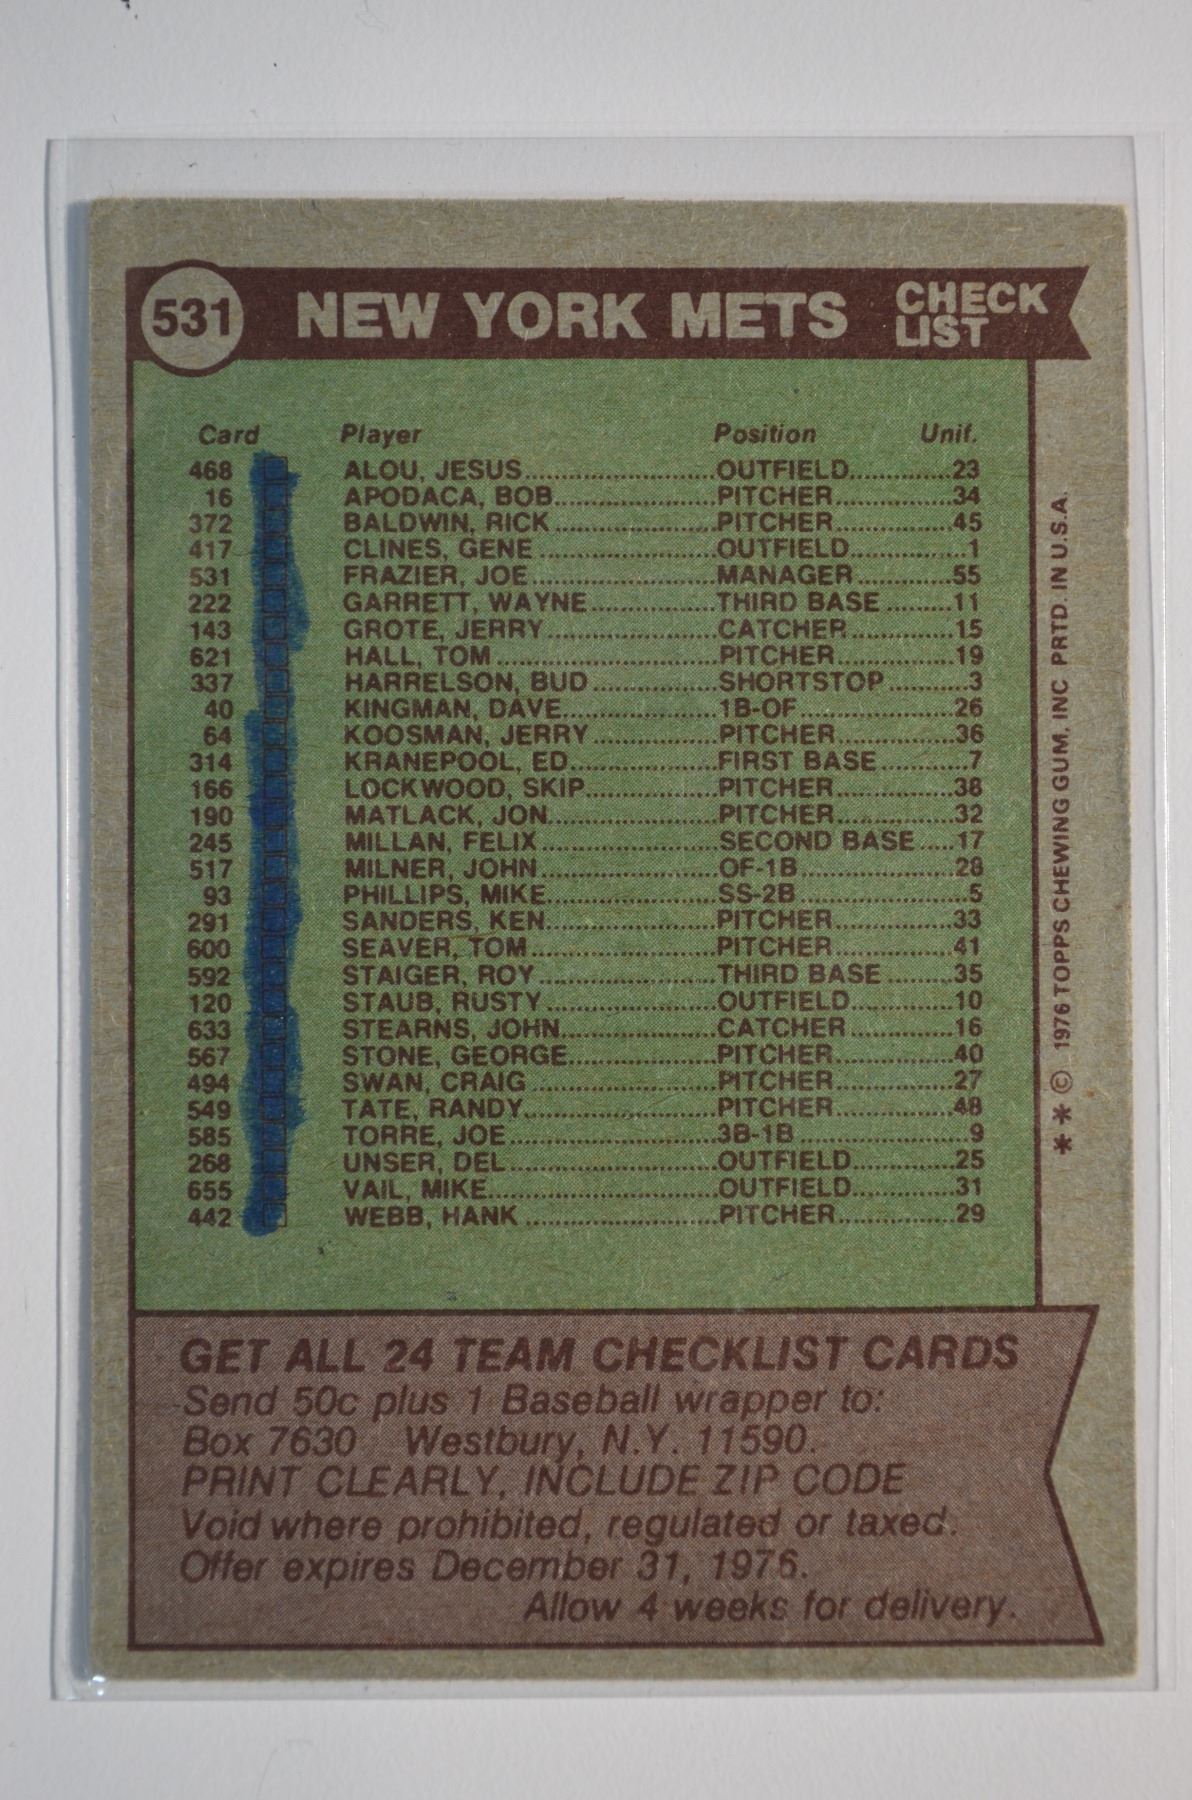 531 NEW YORK METS CHECK LIST
Card Player Position Unif.
468 ALOU, JESUS OUTFIELD 23
16 APODACA, BOB PITCHER 34
372 BALDWIN, RICK PITCHER 45
417 CLINES, GENE OUTFIELD 1
531 FRAZIER, JOE MANAGER 55
222 GARRETT, WAYNE THIRD BASE 11
143 GROTE, JERRY CATCHER 15
621 HALL, TOM PITCHER 19
337 HARRELSON, BUD SHORTSTOP 3
40 KINGMAN, DAVE 1B-OF 26
64 KOOSMAN, JERRY PITCHER 36
314 KRANEPOOL, ED FIRST BASE 7
166 LOCKWOOD, SKIP PITCHER 38
190 MATLACK, JON PITCHER 32
245 MILLAN, FELIX SECOND BASE 17
517 MILNER, JOHN OF-1B 28
93 PHILLIPS, MIKE SS-2B 5
291 SANDERS, KEN PITCHER 33
600 SEAVER, TOM PITCHER 41
592 STAIGER, ROY THIRD BASE 35
120 STAUB, RUSTY OUTFIELD 10
633 STEARNS, JOHN CATCHER 16
567 STONE, GEORGE PITCHER 40
494 SWAN, CRAIG PITCHER 27
549 TATE, RANDY PITCHER 48
585 TORRE, JOE 3B-1B 9
268 UNSER, DEL OUTFIELD 25
655 VAIL, MIKE OUTFIELD 31
442 WEBB, HANK PITCHER 29
** © 1976 TOPPS CHEWING GUM, INC PRTD. IN U.S.A.
GET ALL 24 TEAM CHECKLIST CARDS
Send 50c plus 1 Baseball wrapper to:
Box 7630 Westbury, N.Y. 11590.
PRINT CLEARLY, INCLUDE ZIP CODE
Void where prohibited, regulated or taxed.
Offer expires December 31, 1976.
Allow 4 weeks for delivery.